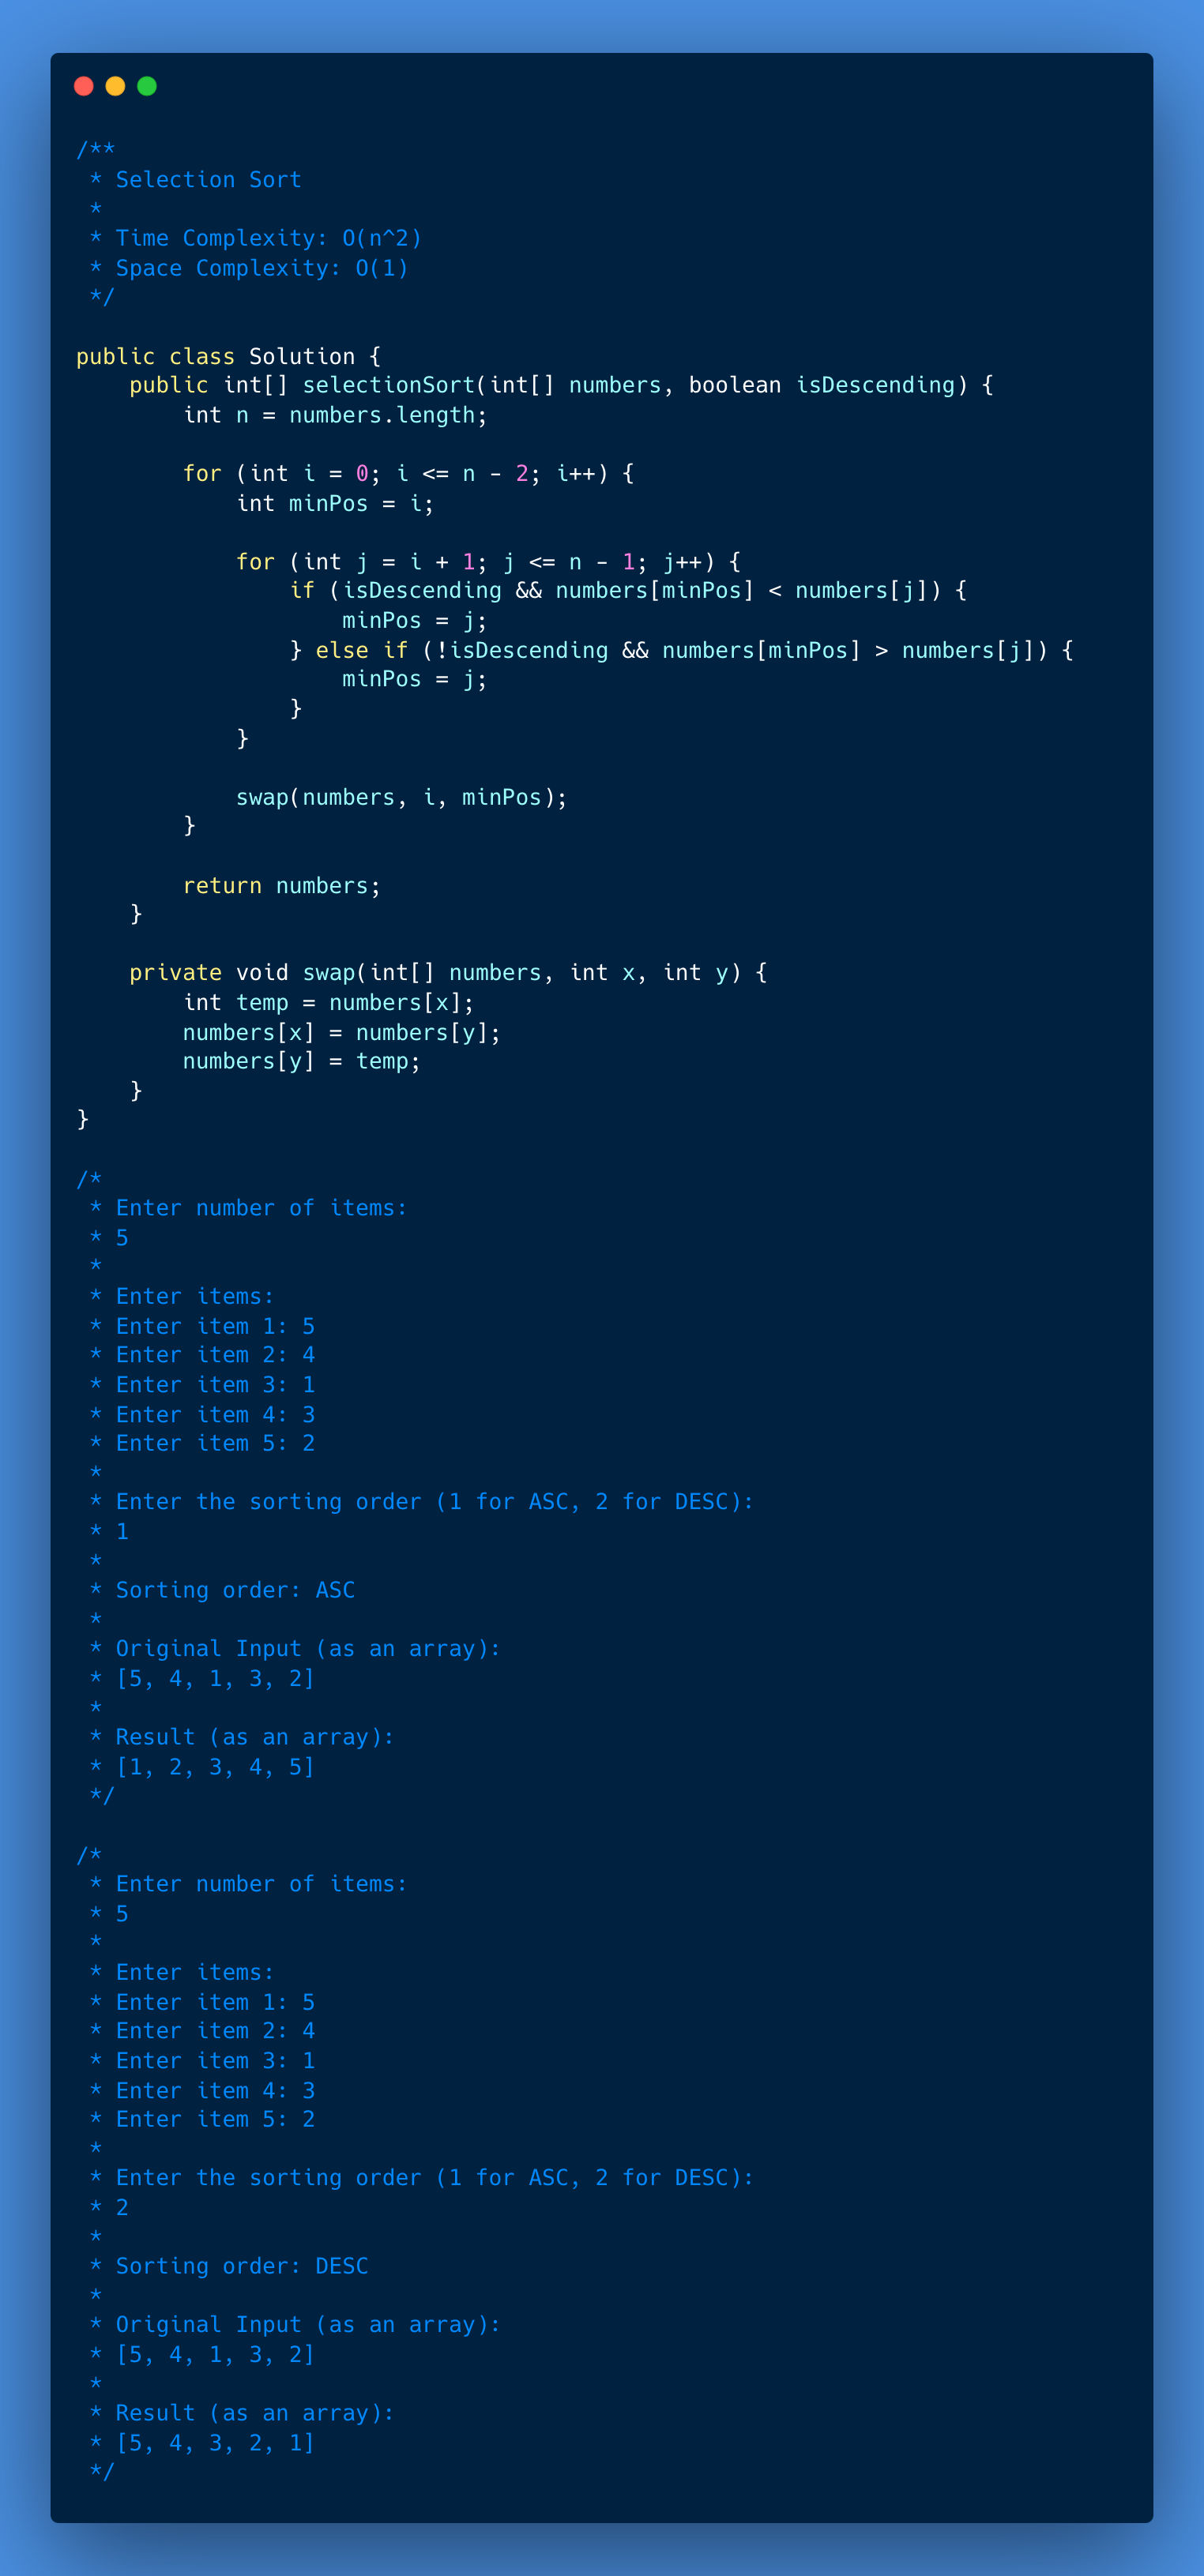 /**
 * Selection Sort
 *
 * Time Complexity: O(n^2)
 * Space Complexity: O(1)
 */

public class Solution {
    public int[] selectionSort(int[] numbers, boolean isDescending) {
        int n = numbers.length;

        for (int i = 0; i <= n - 2; i++) {
            int minPos = i;

            for (int j = i + 1; j <= n - 1; j++) {
                if (isDescending && numbers[minPos] < numbers[j]) {
                    minPos = j;
                } else if (!isDescending && numbers[minPos] > numbers[j]) {
                    minPos = j;
                }
            }

            swap(numbers, i, minPos);
        }

        return numbers;
    }

    private void swap(int[] numbers, int x, int y) {
        int temp = numbers[x];
        numbers[x] = numbers[y];
        numbers[y] = temp;
    }
}

/*
 * Enter number of items:
 * 5
 *
 * Enter items:
 * Enter item 1: 5
 * Enter item 2: 4
 * Enter item 3: 1
 * Enter item 4: 3
 * Enter item 5: 2
 *
 * Enter the sorting order (1 for ASC, 2 for DESC):
 * 1
 *
 * Sorting order: ASC
 *
 * Original Input (as an array):
 * [5, 4, 1, 3, 2]
 *
 * Result (as an array):
 * [1, 2, 3, 4, 5]
 */

/*
 * Enter number of items:
 * 5
 *
 * Enter items:
 * Enter item 1: 5
 * Enter item 2: 4
 * Enter item 3: 1
 * Enter item 4: 3
 * Enter item 5: 2
 *
 * Enter the sorting order (1 for ASC, 2 for DESC):
 * 2
 *
 * Sorting order: DESC
 *
 * Original Input (as an array):
 * [5, 4, 1, 3, 2]
 *
 * Result (as an array):
 * [5, 4, 3, 2, 1]
 */